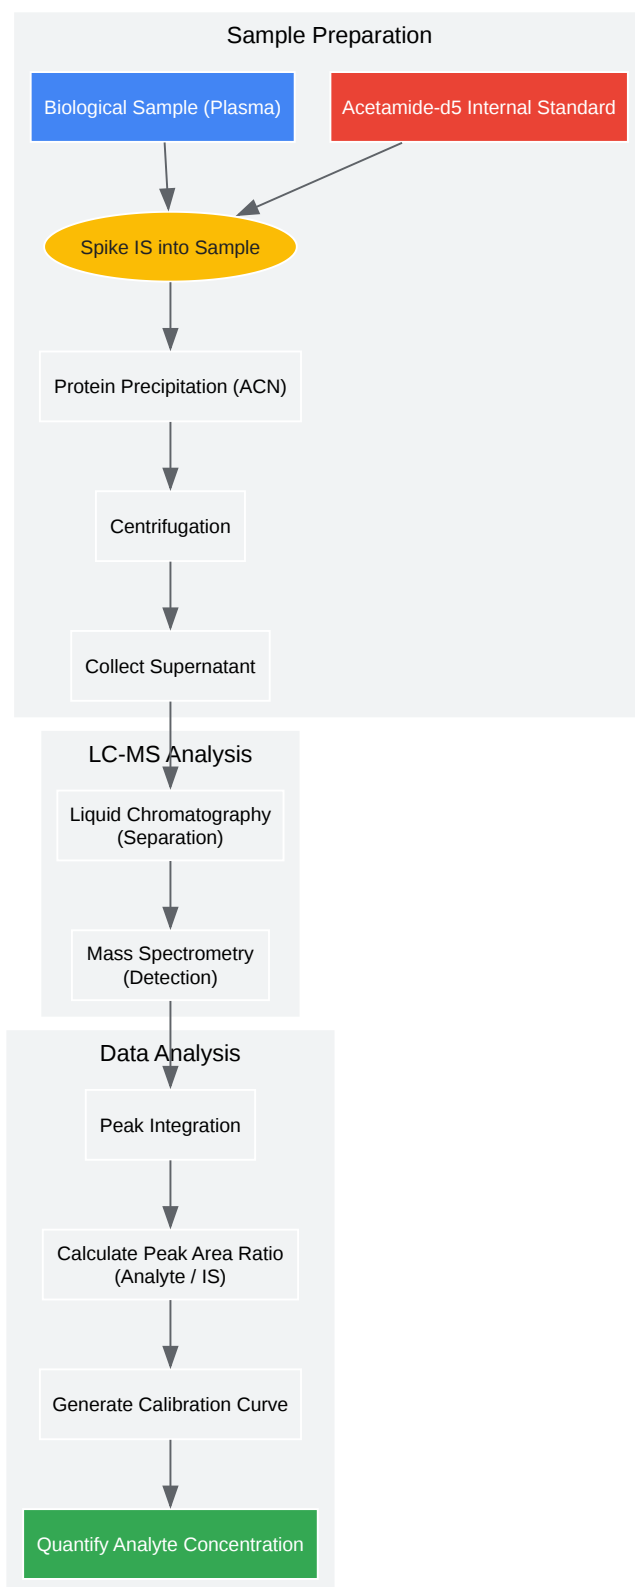 Sample Preparation
Biological Sample (Plasma)
Acetamide-d5 Internal Standard
Spike IS into Sample
Protein Precipitation (ACN)
Centrifugation
Collect Supernatant
LC-MS Analysis
Liquid Chromatography
(Separation)
Mass Spectrometry
(Detection)
Data Analysis
Peak Integration
Calculate Peak Area Ratio
(Analyte / IS)
Generate Calibration Curve
Quantify Analyte Concentration